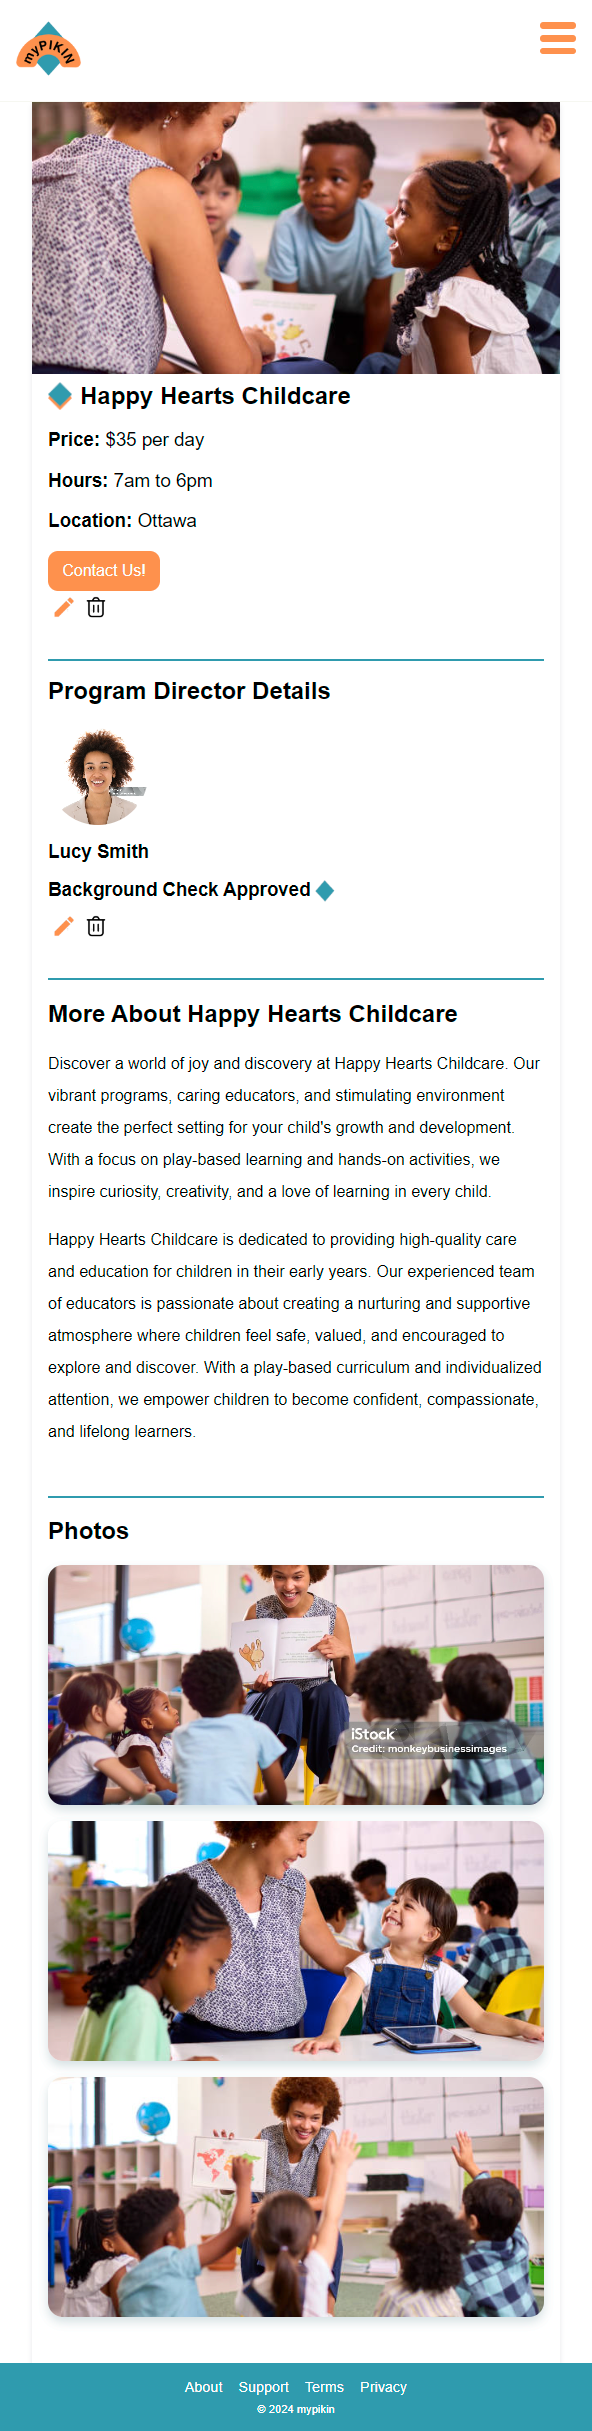 myPIKIN
Happy Hearts Childcare
Price: $35 per day
Hours: 7am to 6pm
Location: Ottawa
Contact Us!
Program Director Details
Lucy Smith
Background Check Approved
More About Happy Hearts Childcare
Discover a world of joy and discovery at Happy Hearts Childcare. Our
vibrant programs, caring educators, and stimulating environment
create the perfect setting for your child's growth and development.
With a focus on play-based learning and hands-on activities, we
inspire curiosity, creativity, and a love of learning in every child.
Happy Hearts Childcare is dedicated to providing high-quality care
and education for children in their early years. Our experienced team
of educators is passionate about creating a nurturing and supportive
atmosphere where children feel safe, valued, and encouraged to
explore and discover. With a play-based curriculum and individualized
attention, we empower children to become confident, compassionate,
and lifelong learners.
Photos
iStock
Credit: monkeybusinessimages
About Support Terms Privacy
© 2024 mypikin